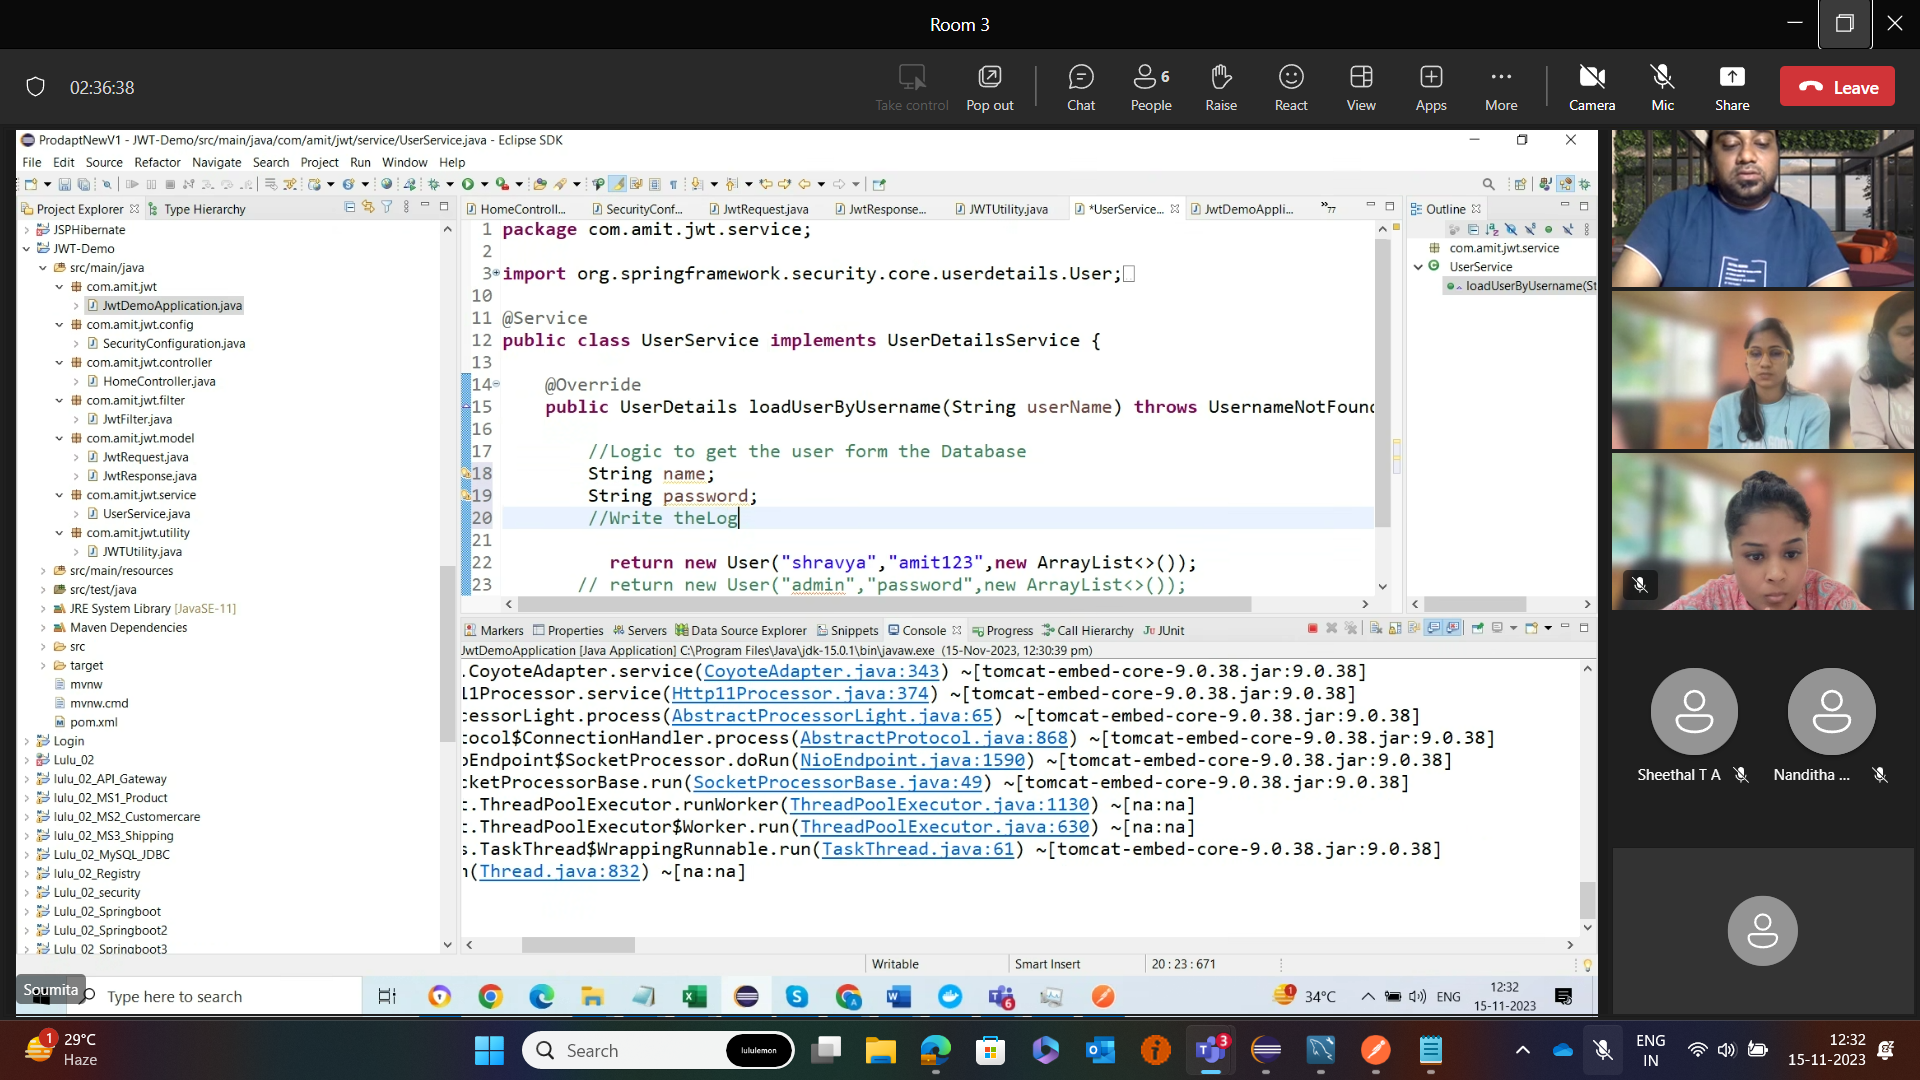 Room 3
02:36:38
Take control
Pop out
Chat
People
6
Raise
React
View
Apps
More
Camera
Mic
Share
Leave
ProdaptNewV1 - JWT-Demo/src/main/java/com/amit/jwt/service/UserService.java - Eclipse SDK
File Edit Source Refactor Navigate Search Project Run Window Help
Project Explorer
Type Hierarchy
JSPHibernate
JWT-Demo
src/main/java
com.amit.jwt
JwtDemoApplication.java
com.amit.jwt.config
SecurityConfiguration.java
com.amit.jwt.controller
HomeController.java
com.amit.jwt.filter
JwtFilter.java
com.amit.jwt.model
JwtRequest.java
JwtResponse.java
com.amit.jwt.service
UserService.java
com.amit.jwt.utility
JWTUtility.java
src/main/resources
src/test/java
JRE System Library [JavaSE-11]
Maven Dependencies
src
target
mvnw
mvnw.cmd
pom.xml
Login
Lulu_02
lulu_02_API_Gateway
lulu_02_MS1_Product
lulu_02_MS2_Customercare
lulu_02_MS3_Shipping
Lulu_02_MySQL_JDBC
lulu_02_Registry
Lulu_02_security
Lulu_02_Springboot
Lulu_02_Springboot2
Lulu_02_Springboot3
HomeControll...
SecurityConf...
JwtRequest.java
JwtResponse...
JWTUtility.java
*UserService...
JwtDemoAppli...
77
1 package com.amit.jwt.service;
2
3 import org.springframework.security.core.userdetails.User;
10
11 @Service
12 public class UserService implements UserDetailsService {
13
14 @Override
15 public UserDetails loadUserByUsername(String userName) throws UsernameNotFound
16
17 //Logic to get the user form the Database
18 String name;
19 String password;
20 //Write theLog
21
22 return new User("shravya","amit123",new ArrayList<>());
23 // return new User("admin","password",new ArrayList<>());
Outline
com.amit.jwt.service
UserService
loadUserByUsername(St
Markers Properties Servers Data Source Explorer Snippets Console Progress Call Hierarchy JUnit
JwtDemoApplication [Java Application] C:\Program Files\Java\jdk-15.0.1\bin\javaw.exe (15-Nov-2023, 12:30:39 pm)
.CoyoteAdapter.service(CoyoteAdapter.java:343) ~[tomcat-embed-core-9.0.38.jar:9.0.38]
11Processor.service(Http11Processor.java:374) ~[tomcat-embed-core-9.0.38.jar:9.0.38]
cessorLight.process(AbstractProcessorLight.java:65) ~[tomcat-embed-core-9.0.38.jar:9.0.38]
ocol$ConnectionHandler.process(AbstractProtocol.java:868) ~[tomcat-embed-core-9.0.38.jar:9.0.38]
oEndpoint$SocketProcessor.doRun(NioEndpoint.java:1590) ~[tomcat-embed-core-9.0.38.jar:9.0.38]
cketProcessorBase.run(SocketProcessorBase.java:49) ~[tomcat-embed-core-9.0.38.jar:9.0.38]
t.ThreadPoolExecutor.runWorker(ThreadPoolExecutor.java:1130) ~[na:na]
t.ThreadPoolExecutor$Worker.run(ThreadPoolExecutor.java:630) ~[na:na]
s.TaskThread$WrappingRunnable.run(TaskThread.java:61) ~[tomcat-embed-core-9.0.38.jar:9.0.38]
n(Thread.java:832) ~[na:na]
Writable
Smart Insert
20 : 23 : 671
Sheethal T A
Nanditha ...
Soumita
Type here to search
34°C
ENG
12:32
15-11-2023
29°C
Haze
Search
lululemon
ENG
IN
12:32
15-11-2023